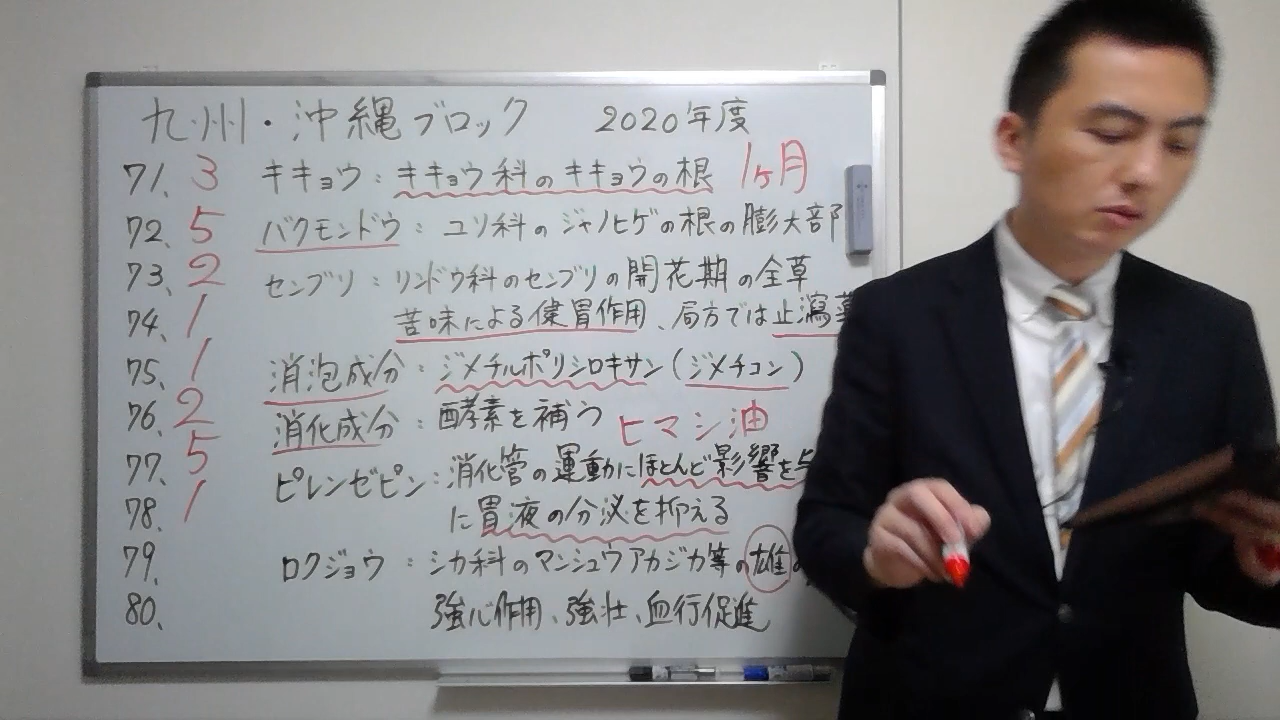 九州・沖縄ブロック 2020年度
71、 3 キキョウ：キキョウ科のキキョウの根 1ヶ月
72、 5 バクモンドウ：ユリ科のジャノヒゲの根の膨大部
73、 2 センブリ：リンドウ科のセンブリの開花期の全草
74、 1 苦味による健胃作用、局方では止瀉薬
75、 1 消泡成分：ジメチルポリシロキサン（ジメチコン）
76、 2 消化成分：酵素を補う ヒマシ油
77、 5 ピレンゼピン：消化管の運動にほとんど影響を与
78、 1 に胃液の分泌を抑える
79、 ロクジョウ：シカ科のマンシュウアカジカ等の雄の
80、 強心作用、強壮、血行促進